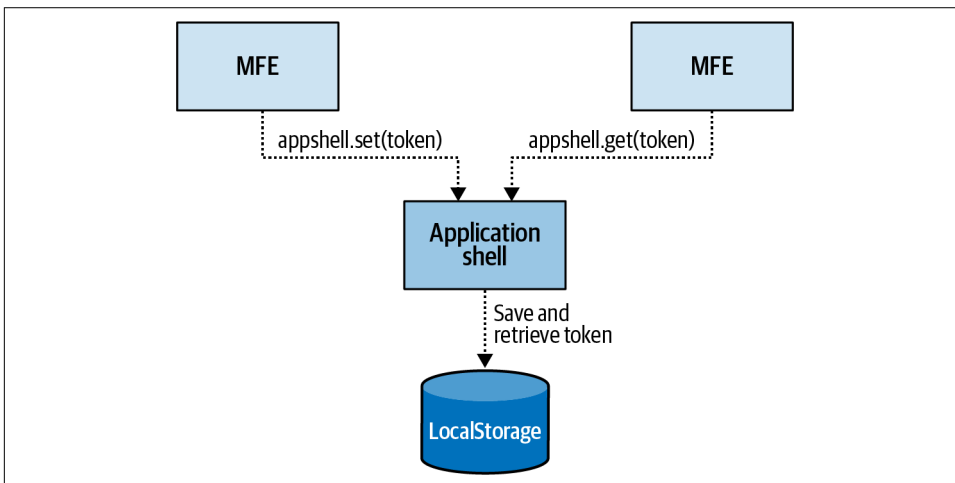 MFE
MFE
appshell.set(token)
appshell.get(token)
Application
shell
Save and
retrieve token
LocalStorage